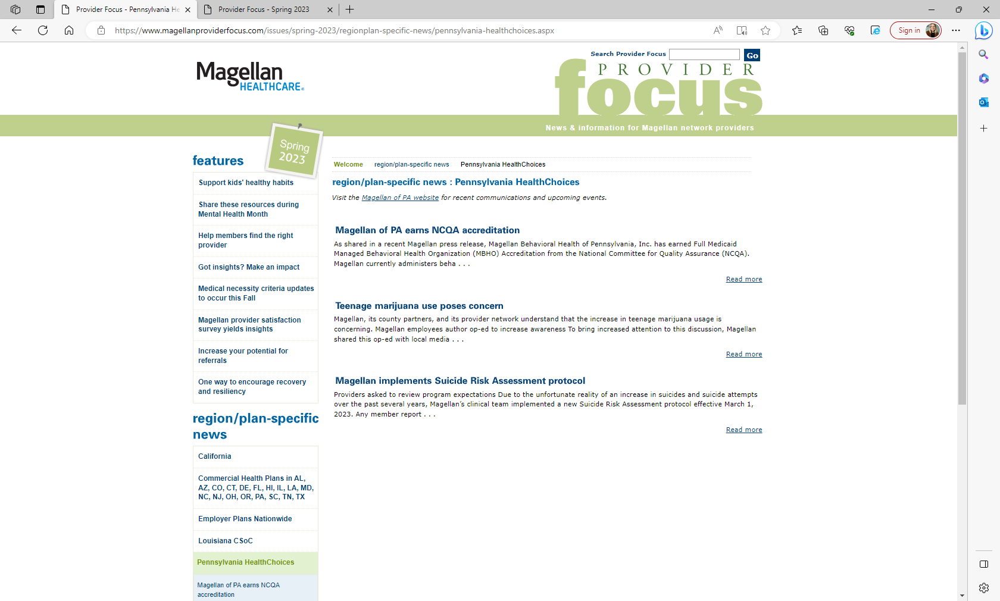 Provider Focus - Pennsylvania He
Provider Focus - Spring 2023
https://www.magellanproviderfocus.com/issues/spring-2023/regionplan-specific-news/pennsylvania-healthchoices.aspx
Sign in
Magellan
HEALTHCARE®
Search Provider Focus
Go
PROVIDER
focus
News & information for Magellan network providers
Spring
2023
features
Support kids' healthy habits
Share these resources during
Mental Health Month
Help members find the right
provider
Got insights? Make an impact
Medical necessity criteria updates
to occur this Fall
Magellan provider satisfaction
survey yields insights
Increase your potential for
referrals
One way to encourage recovery
and resiliency
region/plan-specific
news
California
Commercial Health Plans in AL,
AZ, CO, CT, DE, FL, HI, IL, LA, MD,
NC, NJ, OH, OR, PA, SC, TN, TX
Employer Plans Nationwide
Louisiana CSoC
Pennsylvania HealthChoices
Magellan of PA earns NCQA
accreditation
Welcome region/plan-specific news Pennsylvania HealthChoices
region/plan-specific news : Pennsylvania HealthChoices
Visit the Magellan of PA website for recent communications and upcoming events.
Magellan of PA earns NCQA accreditation
As shared in a recent Magellan press release, Magellan Behavioral Health of Pennsylvania, Inc. has earned Full Medicaid
Managed Behavioral Health Organization (MBHO) Accreditation from the National Committee for Quality Assurance (NCQA).
Magellan currently administers beha . . .
Read more
Teenage marijuana use poses concern
Magellan, its county partners, and its provider network understand that the increase in teenage marijuana usage is
concerning. Magellan employees author op-ed to increase awareness To bring increased attention to this discussion, Magellan
shared this op-ed with local media . . .
Read more
Magellan implements Suicide Risk Assessment protocol
Providers asked to review program expectations Due to the unfortunate reality of an increase in suicides and suicide attempts
over the past several years, Magellan’s clinical team implemented a new Suicide Risk Assessment protocol effective March 1,
2023. Any member report . . .
Read more